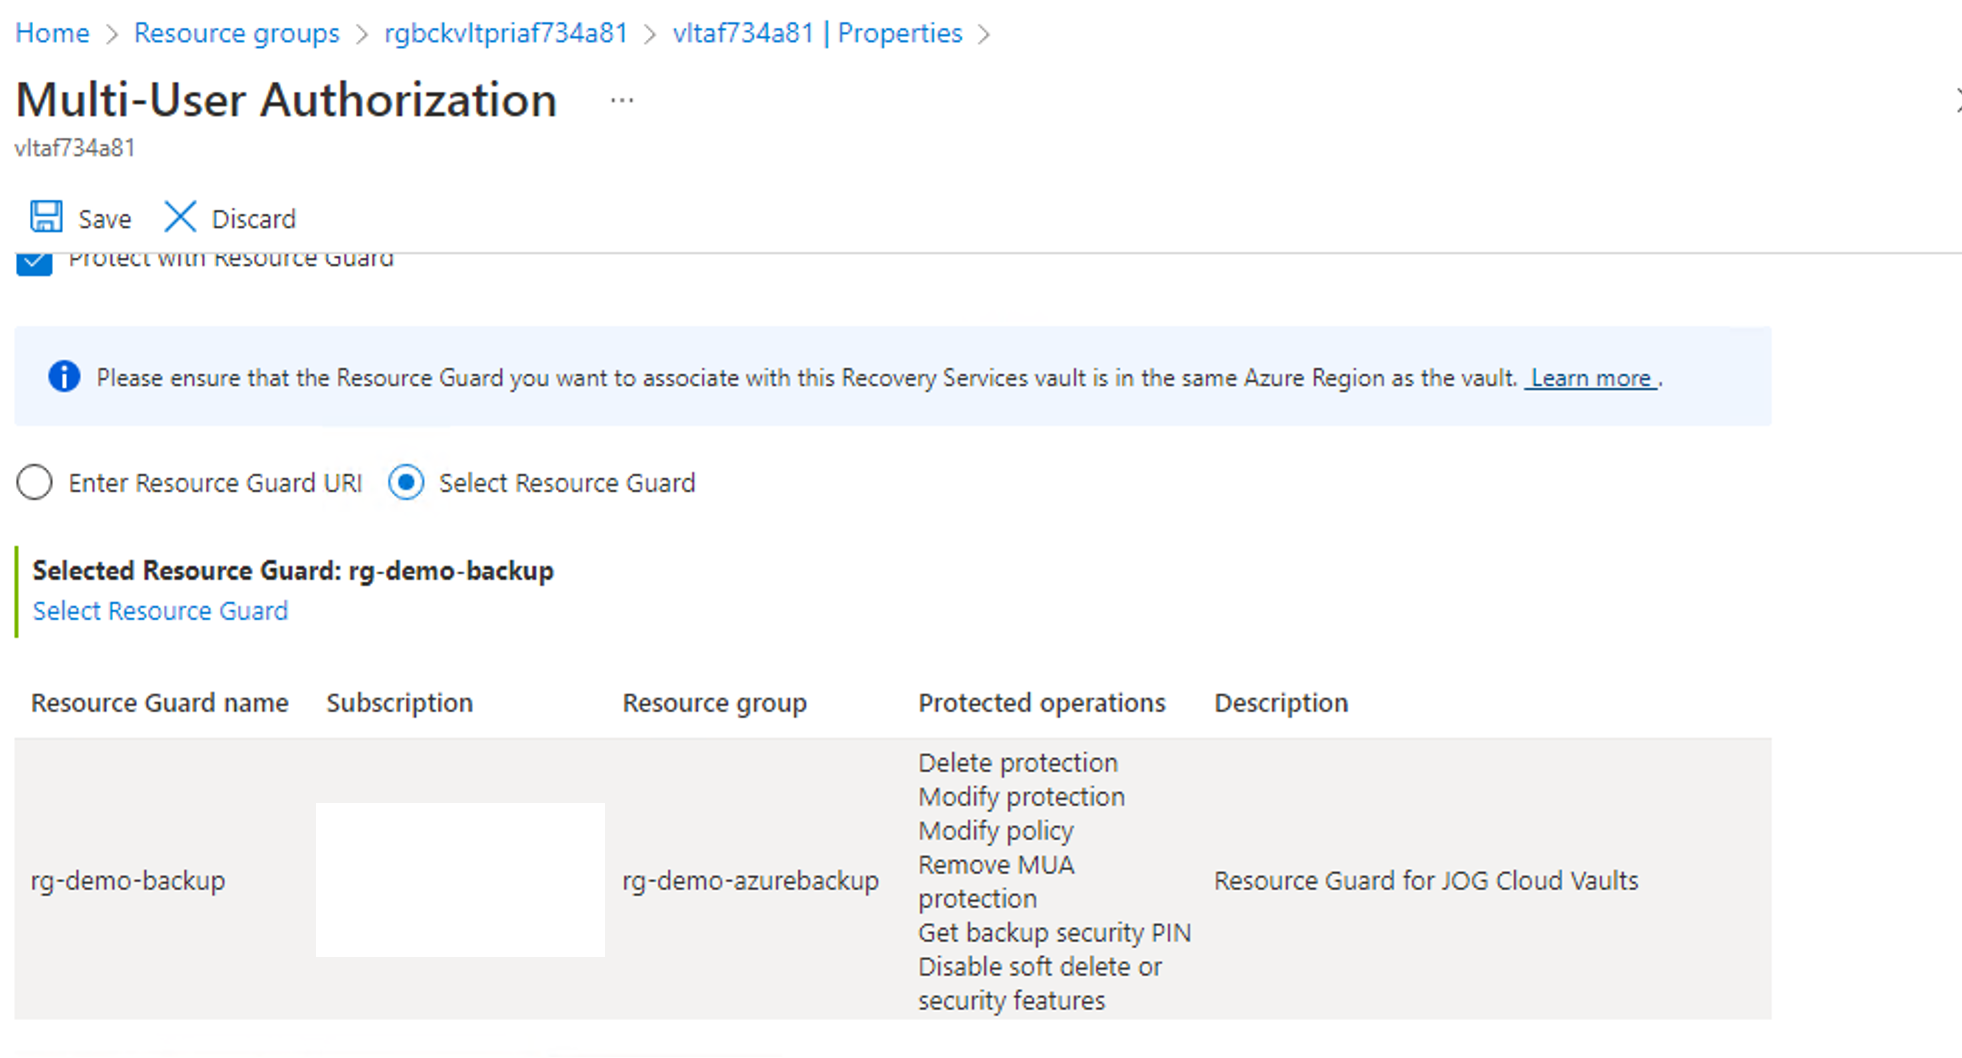 Home > Resource groups > rgbckvltpriaf734a81 > vltaf734a81 | Properties >
Multi-User Authorization ...
vltaf734a81
Save Discard
Protect with Resource Guard
Please ensure that the Resource Guard you want to associate with this Recovery Services vault is in the same Azure Region as the vault. Learn more .
Enter Resource Guard URI Select Resource Guard
Selected Resource Guard: rg-demo-backup
Select Resource Guard
Resource Guard name Subscription Resource group Protected operations Description
Delete protection
Modify protection
Modify policy
Remove MUA
rg-demo-backup rg-demo-azurebackup Resource Guard for JOG Cloud Vaults
protection
Get backup security PIN
Disable soft delete or
security features